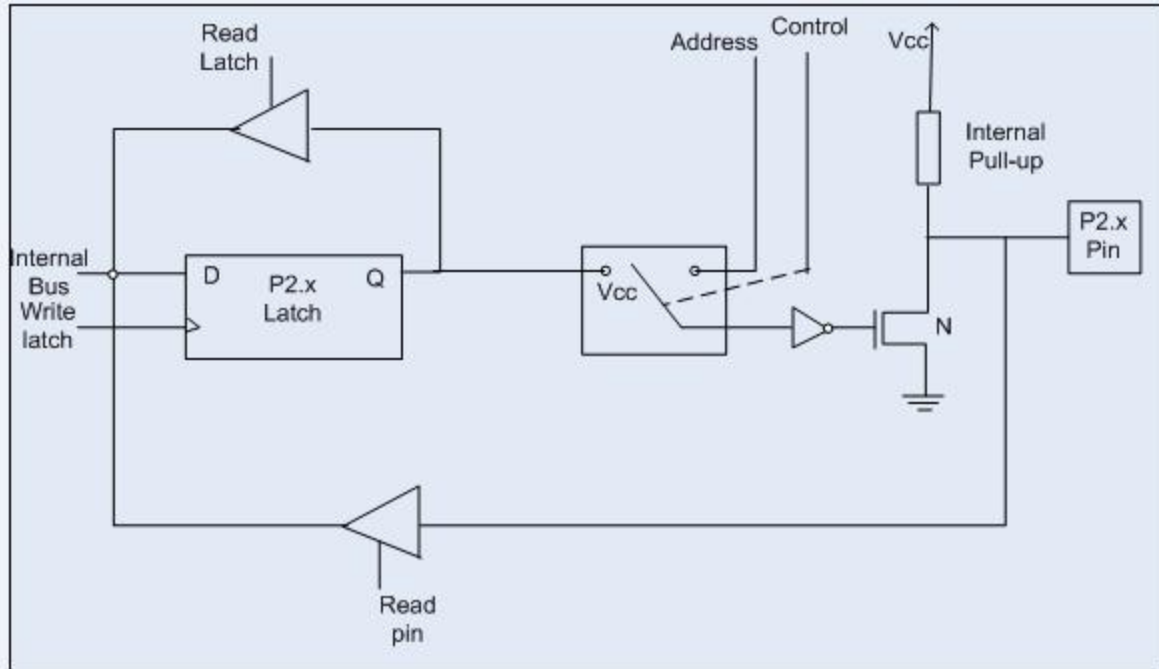 Read
Latch
Address
Control
Vcc
Internal
Pull-up
P2.x
Pin
Internal
Bus
Write
latch
D
P2.x
Latch
Q
Vcc
N
Read
pin